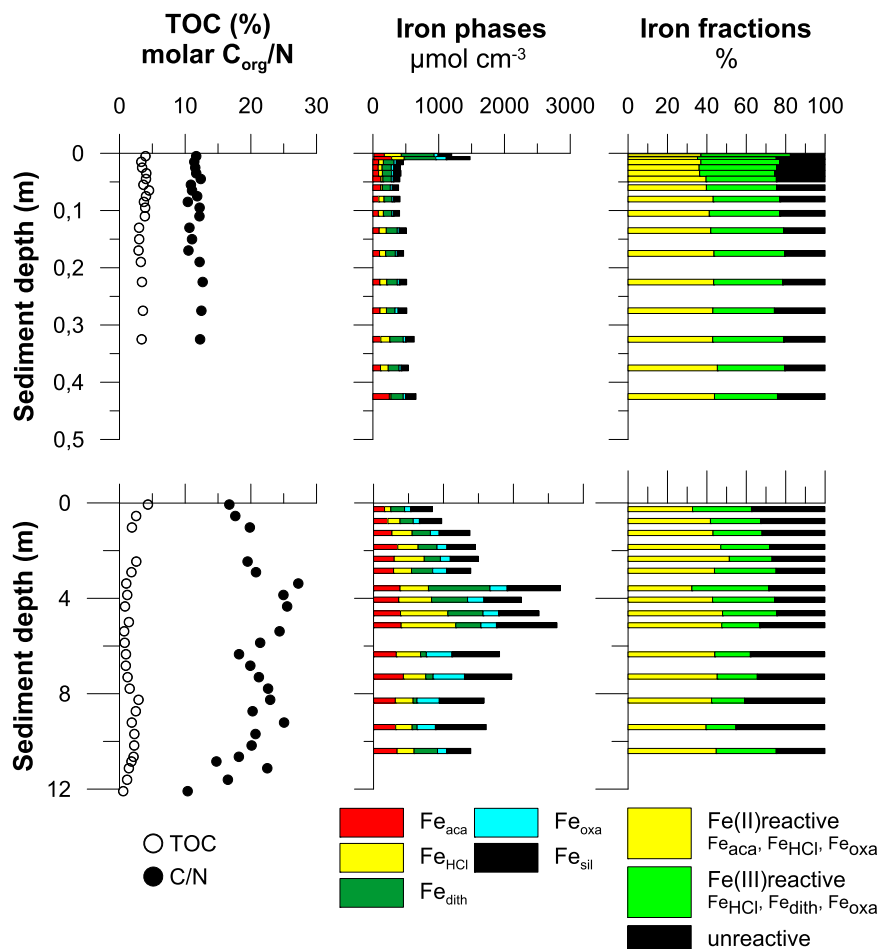 TOC (%)
molar Corg/N
Iron phases
µmol cm-3
Iron fractions
%
0 10 20 30
0 1000 2000 3000
0 20 40 60 80 100
Sediment depth (m)
0
0,1
0,2
0,3
0,4
0,5
Sediment depth (m)
0
4
8
12
TOC
C/N
Feaca
FeHCl
Fedith
Feoxa
Fesil
Fe(II)reactive
Feaca, FeHCl, Feoxa
Fe(III)reactive
FeHCl, Fedith, Feoxa
unreactive